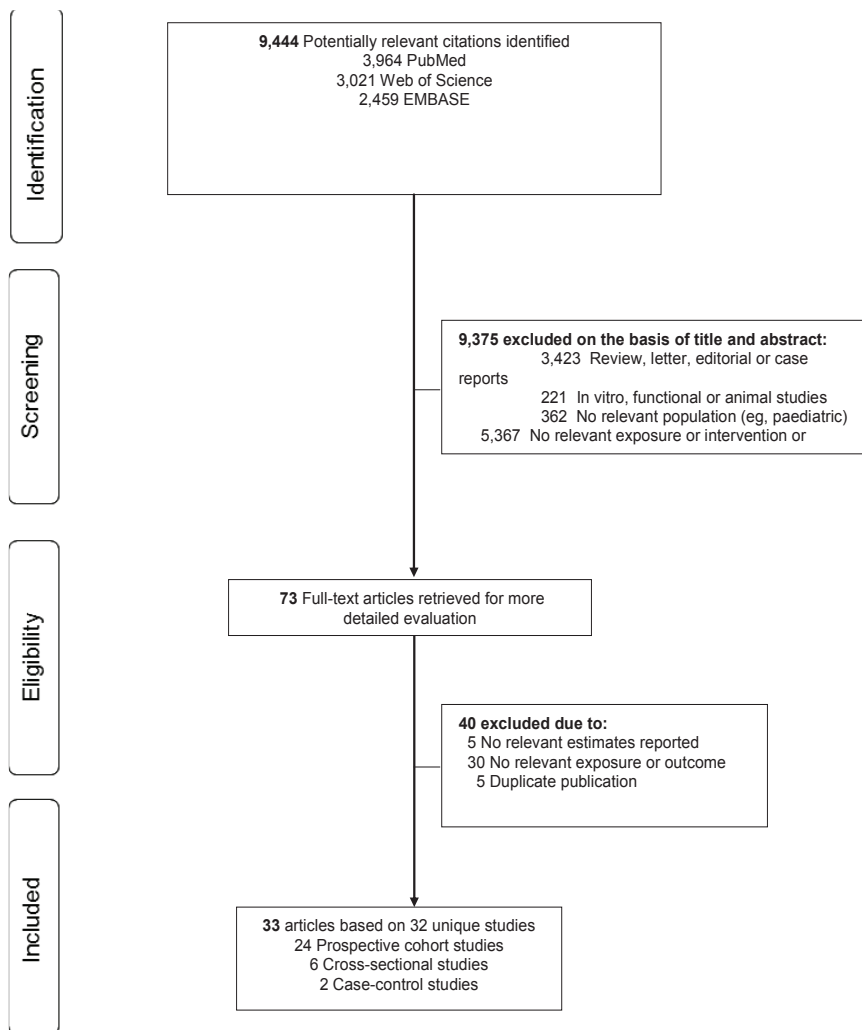 Identification
9,444 Potentially relevant citations identified
3,964 PubMed
3,021 Web of Science
2,459 EMBASE
Screening
9,375 excluded on the basis of title and abstract:
3,423 Review, letter, editorial or case
reports
221 In vitro, functional or animal studies
362 No relevant population (eg, paediatric)
5,367 No relevant exposure or intervention or
Eligibility
73 Full-text articles retrieved for more
detailed evaluation
40 excluded due to:
5 No relevant estimates reported
30 No relevant exposure or outcome
5 Duplicate publication
Included
33 articles based on 32 unique studies
24 Prospective cohort studies
6 Cross-sectional studies
2 Case-control studies